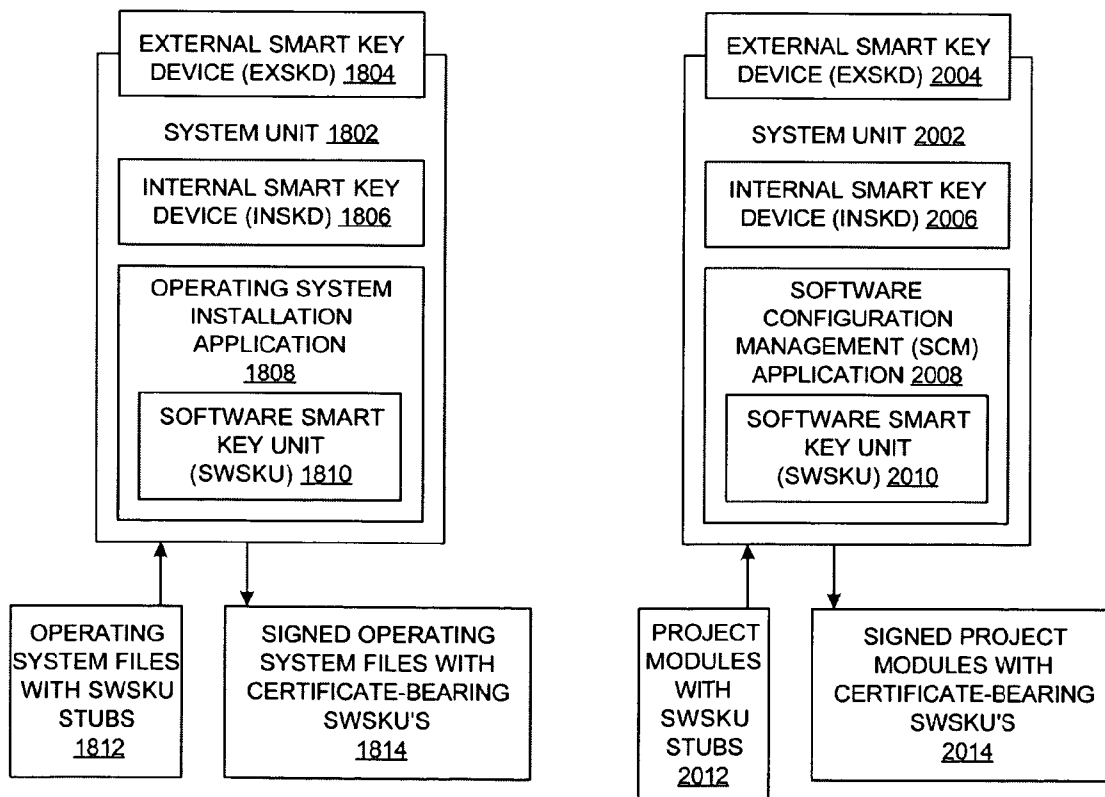 EXTERNAL SMART KEY
DEVICE (EXSKD) 1804
SYSTEM UNIT 1802
INTERNAL SMART KEY
DEVICE (INSKD) 1806
OPERATING SYSTEM
INSTALLATION
APPLICATION
1808
SOFTWARE SMART
KEY UNIT
(SWSKU) 1810
OPERATING
SYSTEM FILES
WITH SWSKU
STUBS
1812
SIGNED OPERATING
SYSTEM FILES WITH
CERTIFICATE-BEARING
SWSKU'S
1814
EXTERNAL SMART KEY
DEVICE (EXSKD) 2004
SYSTEM UNIT 2002
INTERNAL SMART KEY
DEVICE (INSKD) 2006
SOFTWARE
CONFIGURATION
MANAGEMENT (SCM)
APPLICATION 2008
SOFTWARE SMART
KEY UNIT
(SWSKU) 2010
PROJECT
MODULES
WITH
SWSKU
STUBS
2012
SIGNED PROJECT
MODULES WITH
CERTIFICATE-BEARING
SWSKU'S
2014